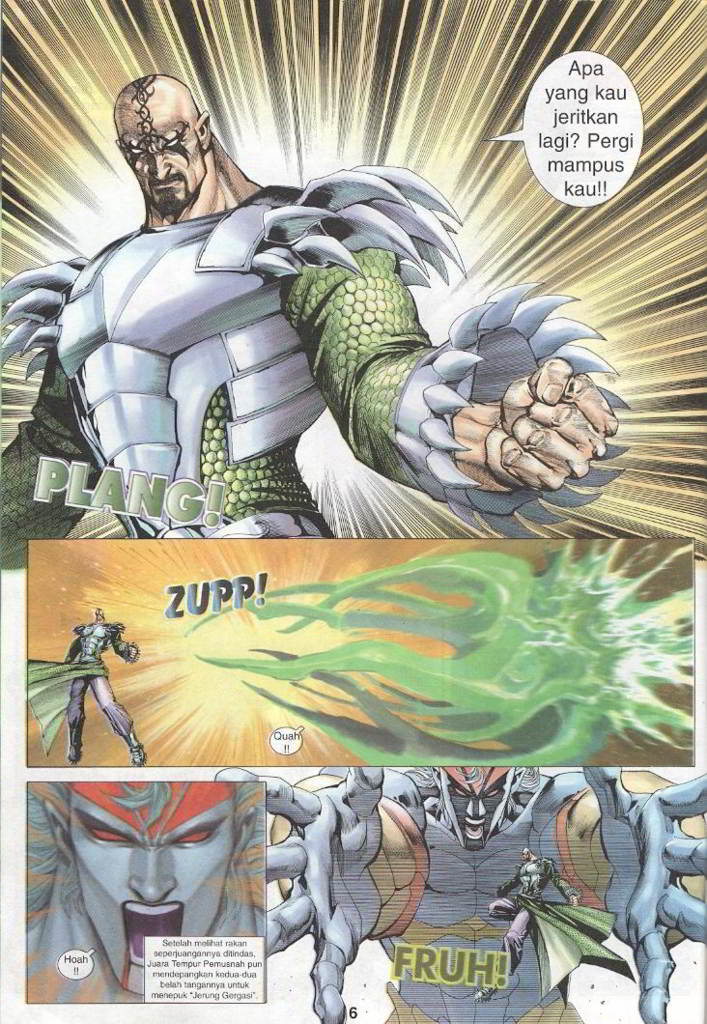 Apa
yang kau
jeritkan
lagi? Pergi
mampus
kau!!
PLANG!
ZUPP!
Quah
!!
Hoah
!!
Setelah melihat rakan
seperjuangannya ditindas,
Juara Tempur Pemusnah pun
mendepangkan kedua-dua
belah tangannya untuk
menepuk "Jerung Gergasi".
FRUH!
6